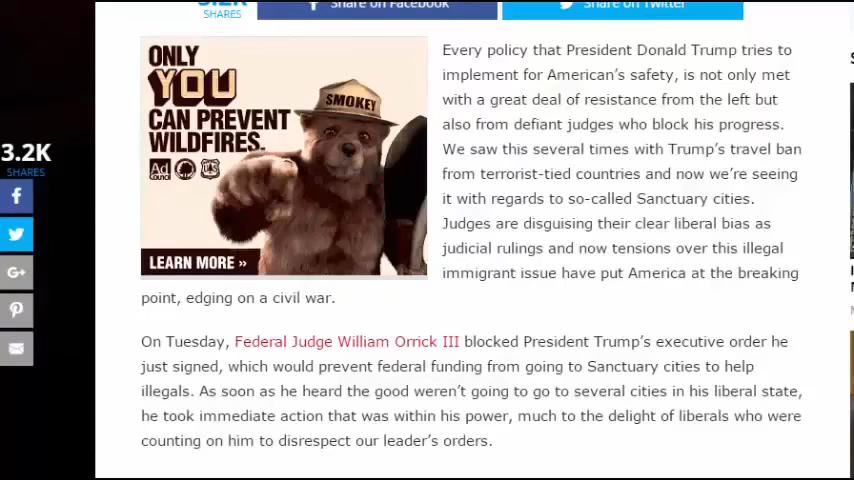 3.2K
SHARES
Share on Facebook
Share on Twitter
ONLY
YOU
CAN PREVENT
WILDFIRES.
SMOKEY
Ad
Council
LEARN MORE »
Every policy that President Donald Trump tries to
implement for American's safety, is not only met
with a great deal of resistance from the left but
also from defiant judges who block his progress.
We saw this several times with Trump's travel ban
from terrorist-tied countries and now we're seeing
it with regards to so-called Sanctuary cities.
Judges are disguising their clear liberal bias as
judicial rulings and now tensions over this illegal
immigrant issue have put America at the breaking
point, edging on a civil war.
3.2K
SHARES
G+
On Tuesday, Federal Judge William Orrick III blocked President Trump's executive order he
just signed, which would prevent federal funding from going to Sanctuary cities to help
illegals. As soon as he heard the good weren't going to go to several cities in his liberal state,
he took immediate action that was within his power, much to the delight of liberals who were
counting on him to disrespect our leader's orders.